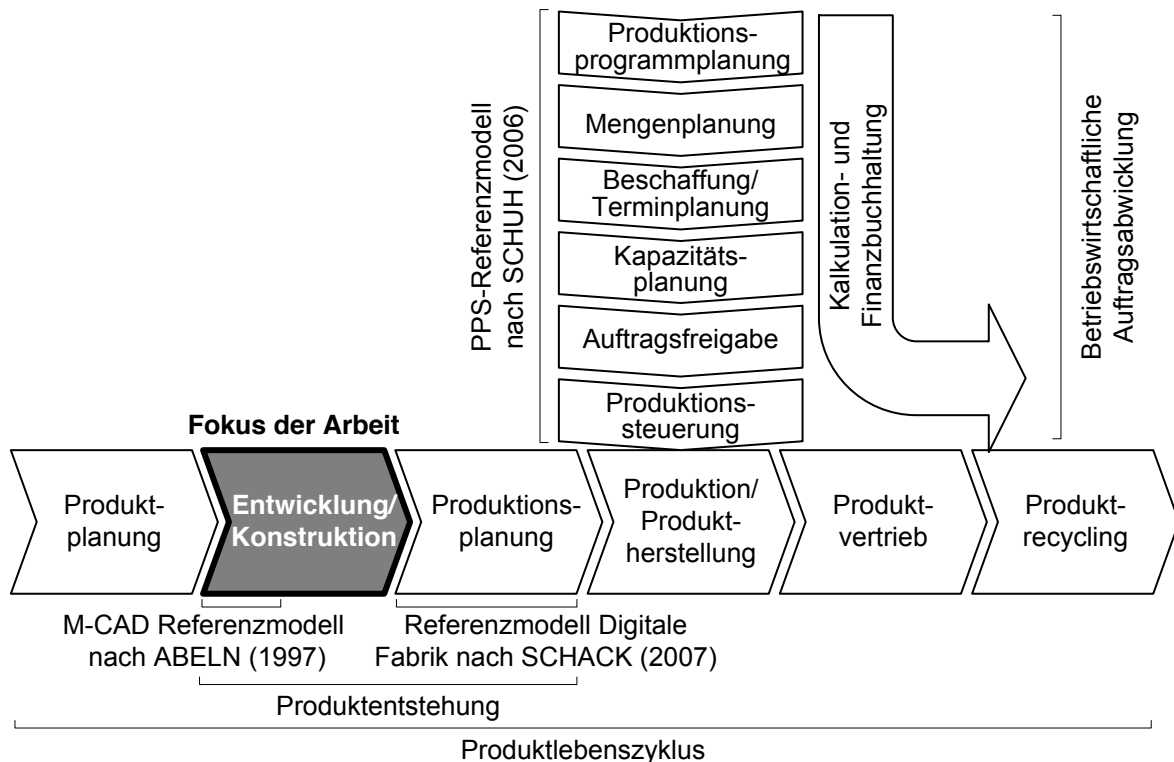 Produktions-
programmplanung
Mengenplanung
Beschaffung/
Terminplanung
Kapazitäts-
planung
Auftragsfreigabe
Produktions-
steuerung
PPS-Referenzmodell
nach SCHUH (2006)
Kalkulation- und
Finanzbuchhaltung
Betriebswirtschaftliche
Auftragsabwicklung
Fokus der Arbeit
Produkt-
planung
Entwicklung/
Konstruktion
Produktions-
planung
Produktion/
Produkt-
herstellung
Produkt-
vertrieb
Produkt-
recycling
M-CAD Referenzmodell
nach ABELN (1997)
Referenzmodell Digitale
Fabrik nach SCHACK (2007)
Produktentstehung
Produktlebenszyklus